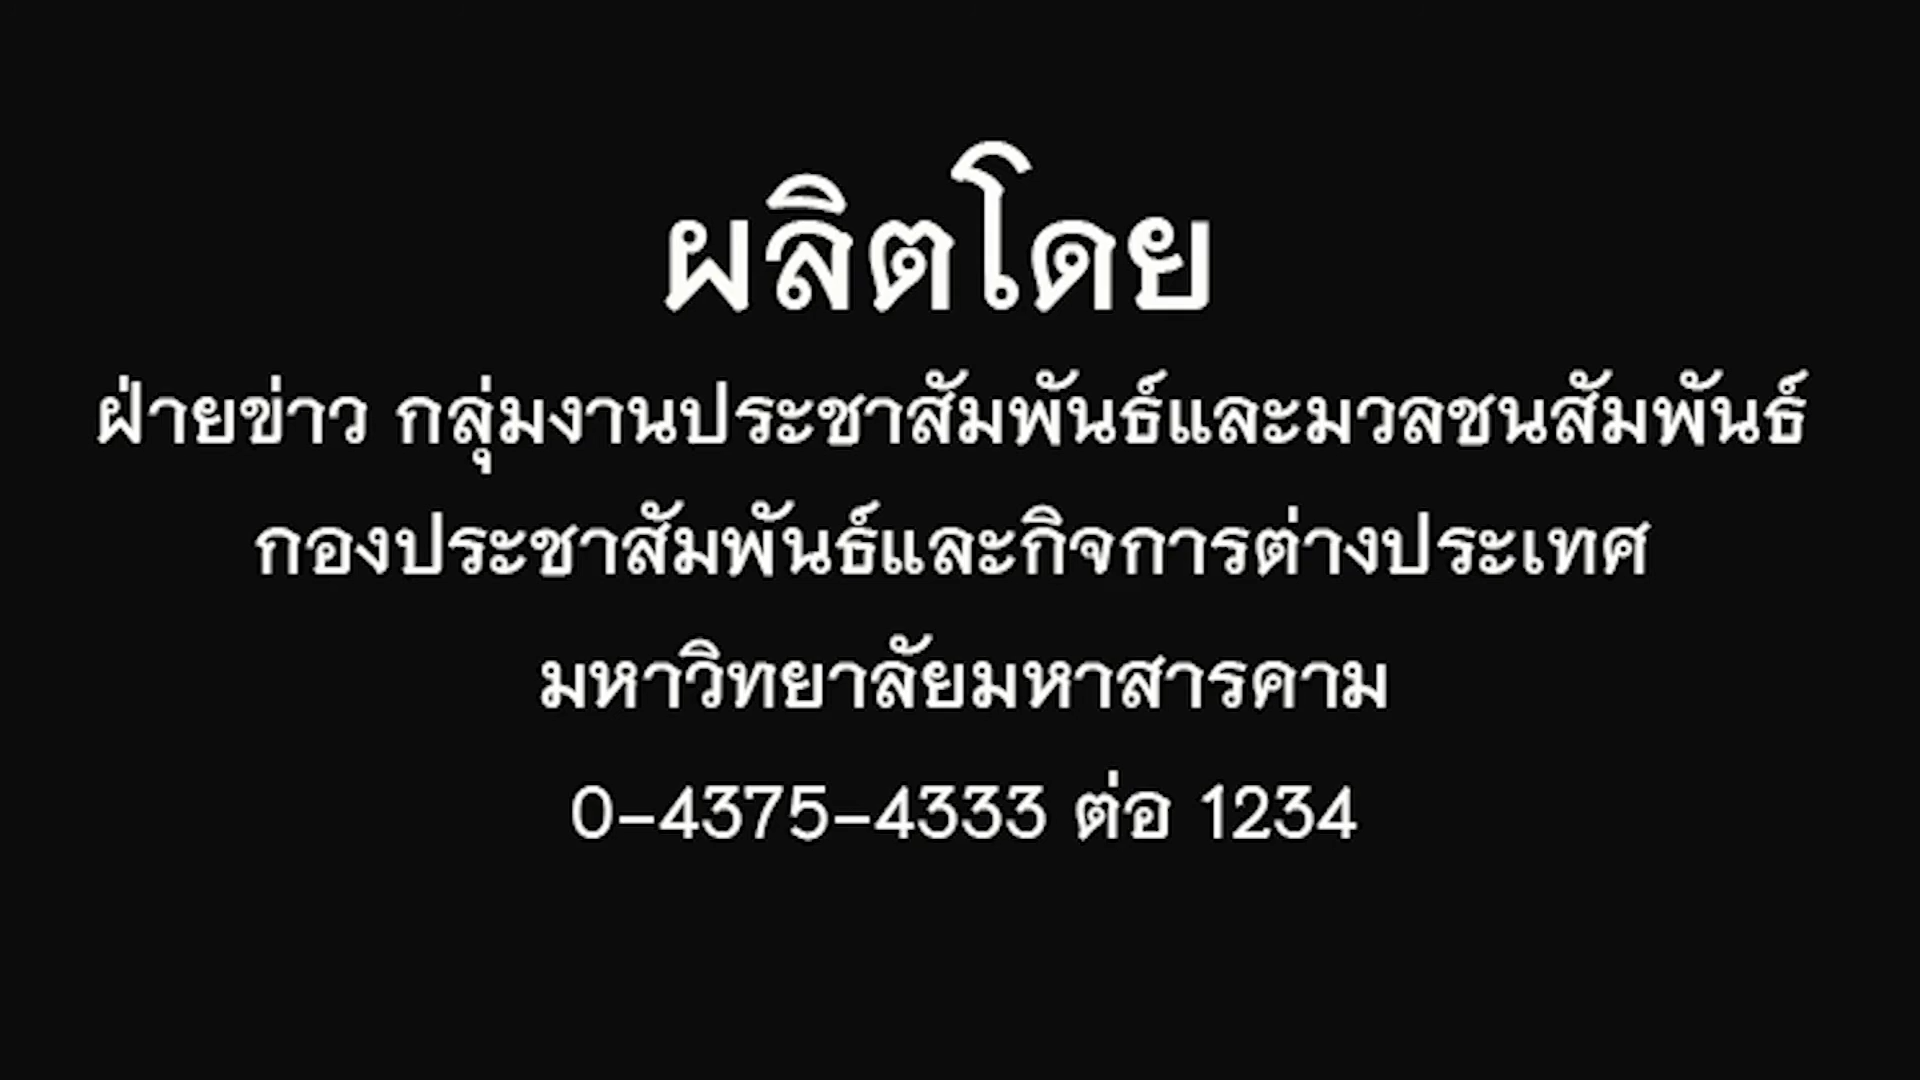 ผลิตโดย
ฝ่ายข่าว กลุ่มงานประชาสัมพันธ์และมวลชนสัมพันธ์
กองประชาสัมพันธ์และกิจการต่างประเทศ
มหาวิทยาลัยมหาสารคาม
0-4375-4333 ต่อ 1234